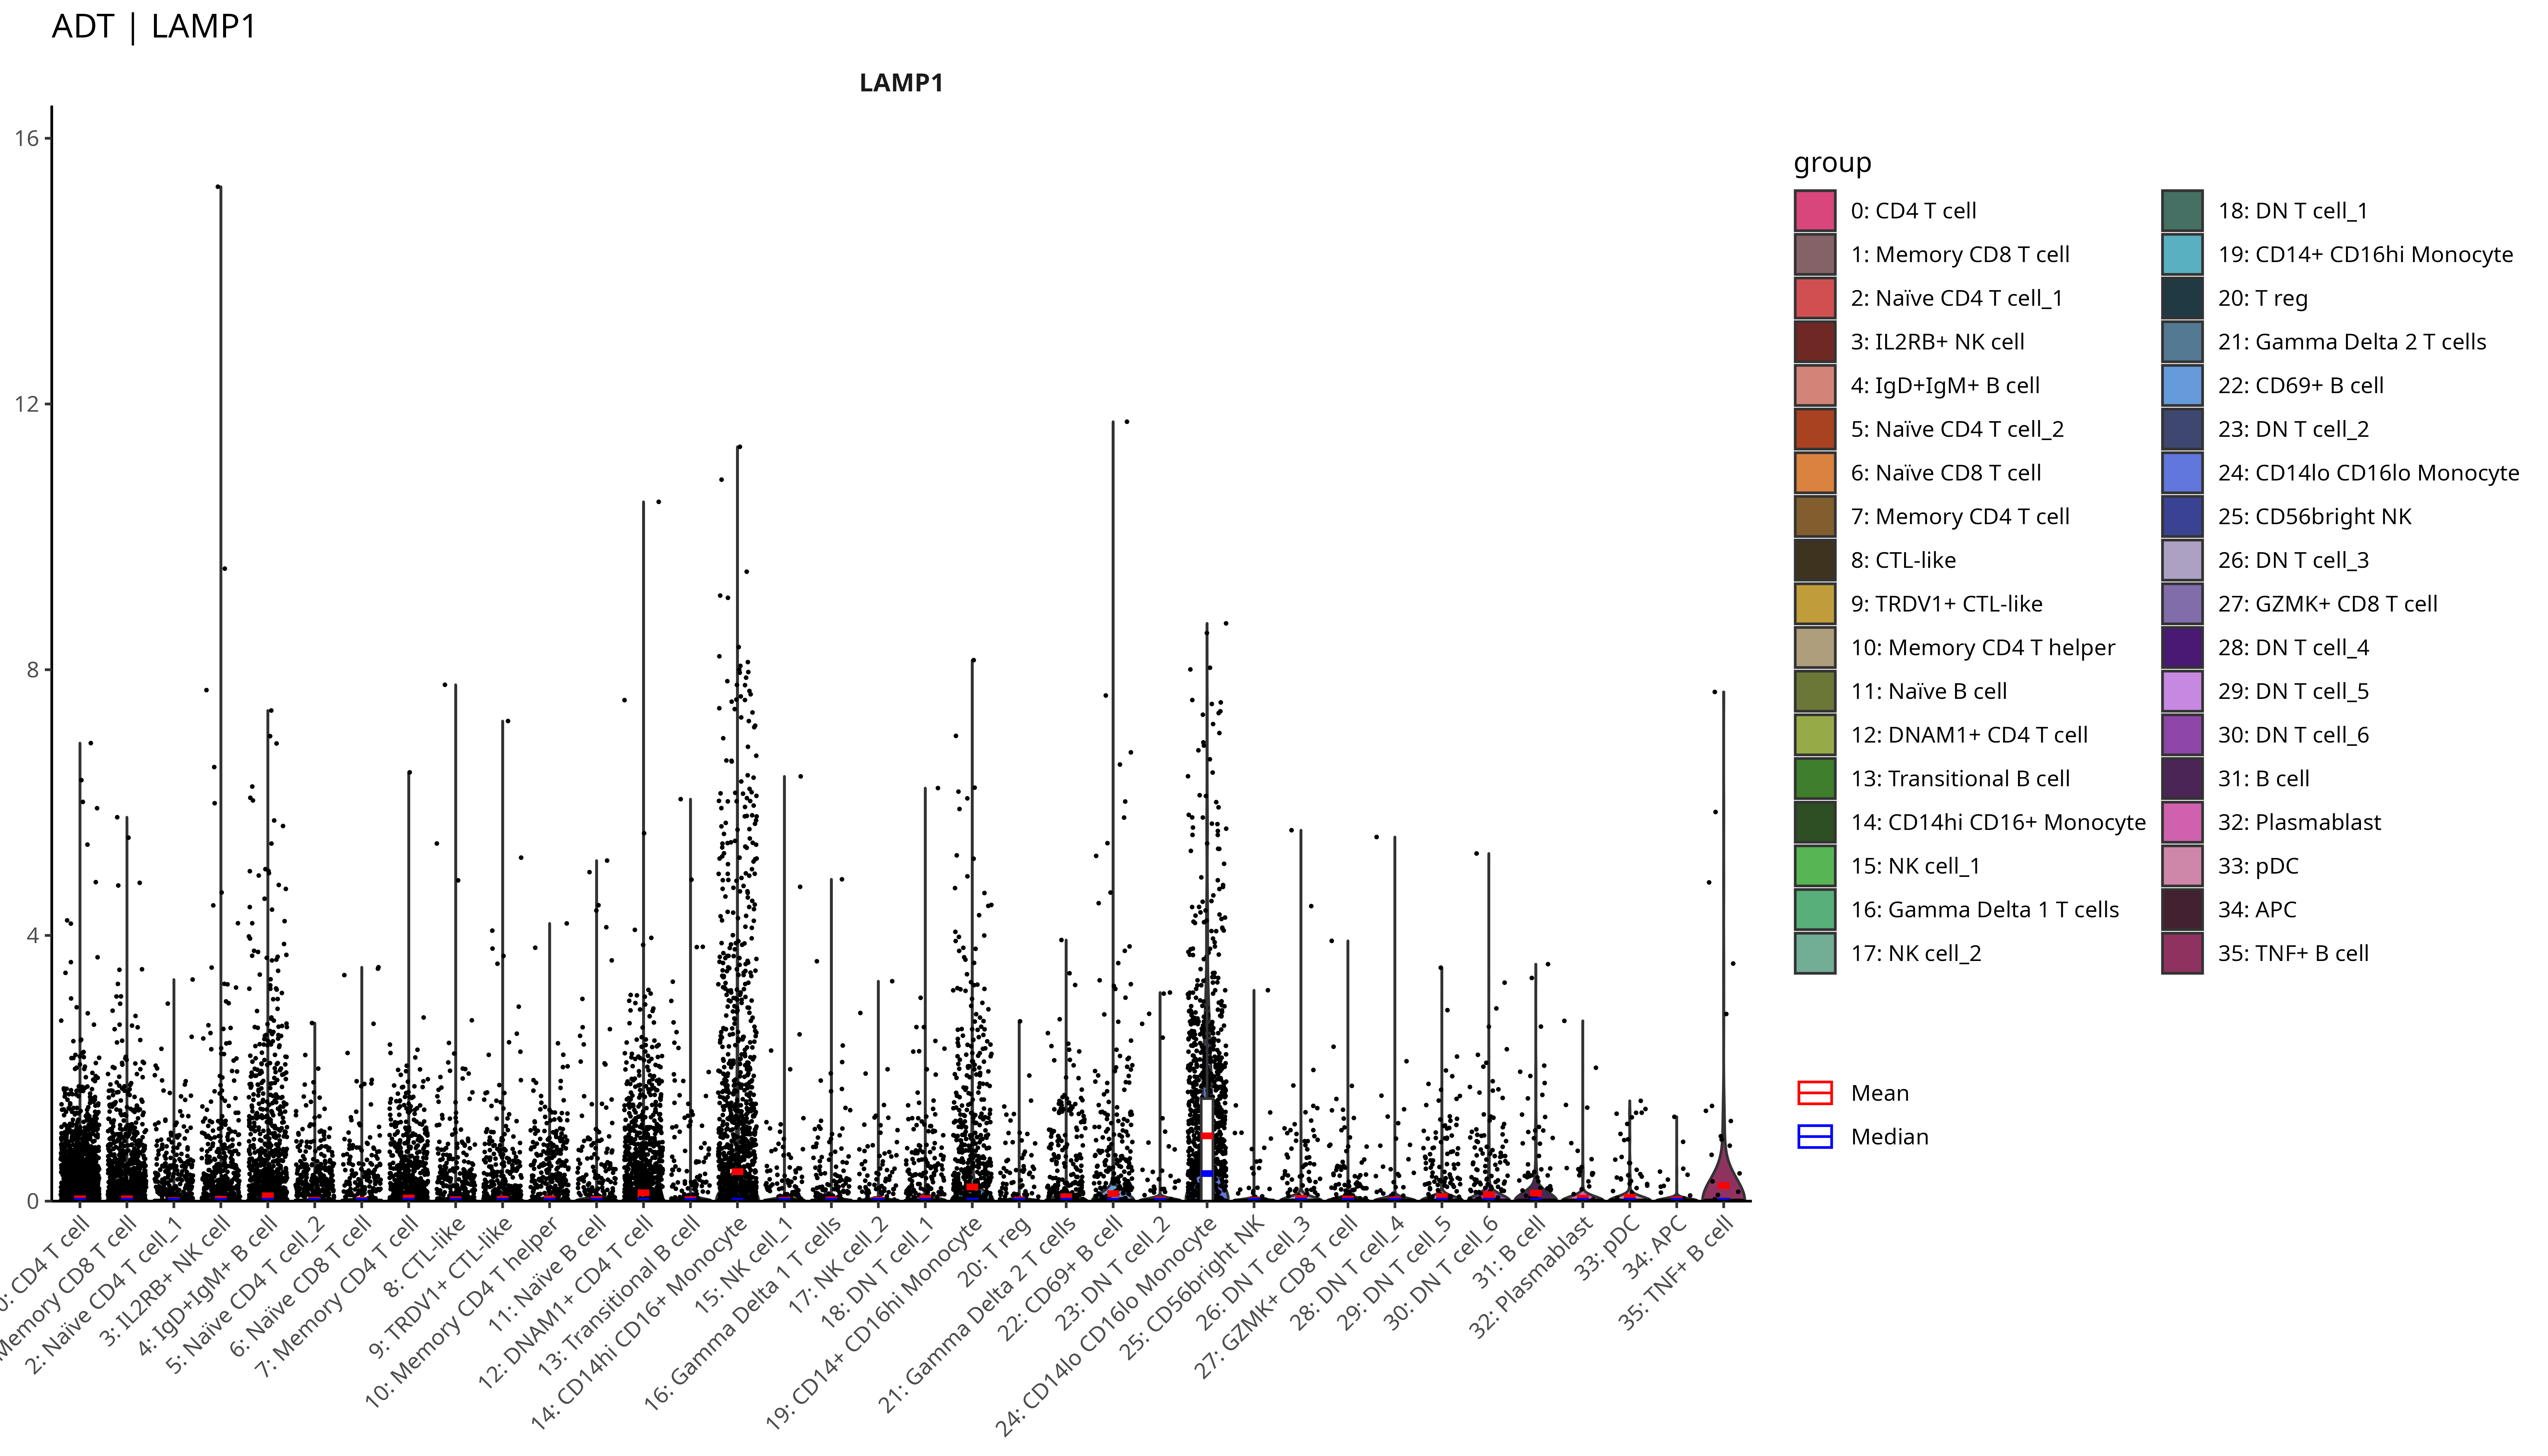 ADT | LAMP1
LAMP1
16
12
8
4
0
0: CD4 T cell
Memory CD8 T cell
2: Naïve CD4 T cell_1
3: IL2RB+ NK cell
4: IgD+IgM+ B cell
5: Naïve CD4 T cell_2
6: Naïve CD8 T cell
7: Memory CD4 T cell
8: CTL-like
9: TRDV1+ CTL-like
10: Memory CD4 T helper
11: Naïve B cell
12: DNAM1+ CD4 T cell
13: Transitional B cell
14: CD14hi CD16+ Monocyte
15: NK cell_1
16: Gamma Delta 1 T cells
17: NK cell_2
18: DN T cell_1
19: CD14+ CD16hi Monocyte
20: T reg
21: Gamma Delta 2 T cells
22: CD69+ B cell
23: DN T cell_2
24: CD14lo CD16lo Monocyte
25: CD56bright NK
26: DN T cell_3
27: GZMK+ CD8 T cell
28: DN T cell_4
29: DN T cell_5
30: DN T cell_6
31: B cell
32: Plasmablast
33: pDC
34: APC
35: TNF+ B cell
group
0: CD4 T cell
1: Memory CD8 T cell
2: Naïve CD4 T cell_1
3: IL2RB+ NK cell
4: IgD+IgM+ B cell
5: Naïve CD4 T cell_2
6: Naïve CD8 T cell
7: Memory CD4 T cell
8: CTL-like
9: TRDV1+ CTL-like
10: Memory CD4 T helper
11: Naïve B cell
12: DNAM1+ CD4 T cell
13: Transitional B cell
14: CD14hi CD16+ Monocyte
15: NK cell_1
16: Gamma Delta 1 T cells
17: NK cell_2
18: DN T cell_1
19: CD14+ CD16hi Monocyte
20: T reg
21: Gamma Delta 2 T cells
22: CD69+ B cell
23: DN T cell_2
24: CD14lo CD16lo Monocyte
25: CD56bright NK
26: DN T cell_3
27: GZMK+ CD8 T cell
28: DN T cell_4
29: DN T cell_5
30: DN T cell_6
31: B cell
32: Plasmablast
33: pDC
34: APC
35: TNF+ B cell
Mean
Median